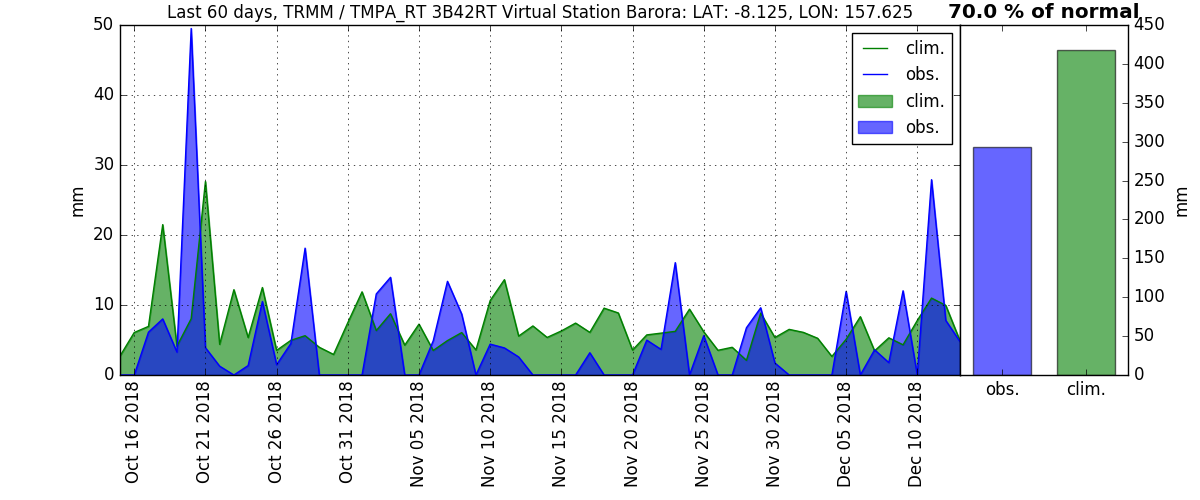 Last 60 days, TRMM / TMPA_RT 3B42RT Virtual Station Barora: LAT: -8.125, LON: 157.625
70.0 % of normal
50
40
30
20
10
0
mm
clim.
obs.
clim.
obs.
450
400
350
300
250
200
150
100
50
0
mm
obs.
clim.
Oct 16 2018
Oct 21 2018
Oct 26 2018
Oct 31 2018
Nov 05 2018
Nov 10 2018
Nov 15 2018
Nov 20 2018
Nov 25 2018
Nov 30 2018
Dec 05 2018
Dec 10 2018